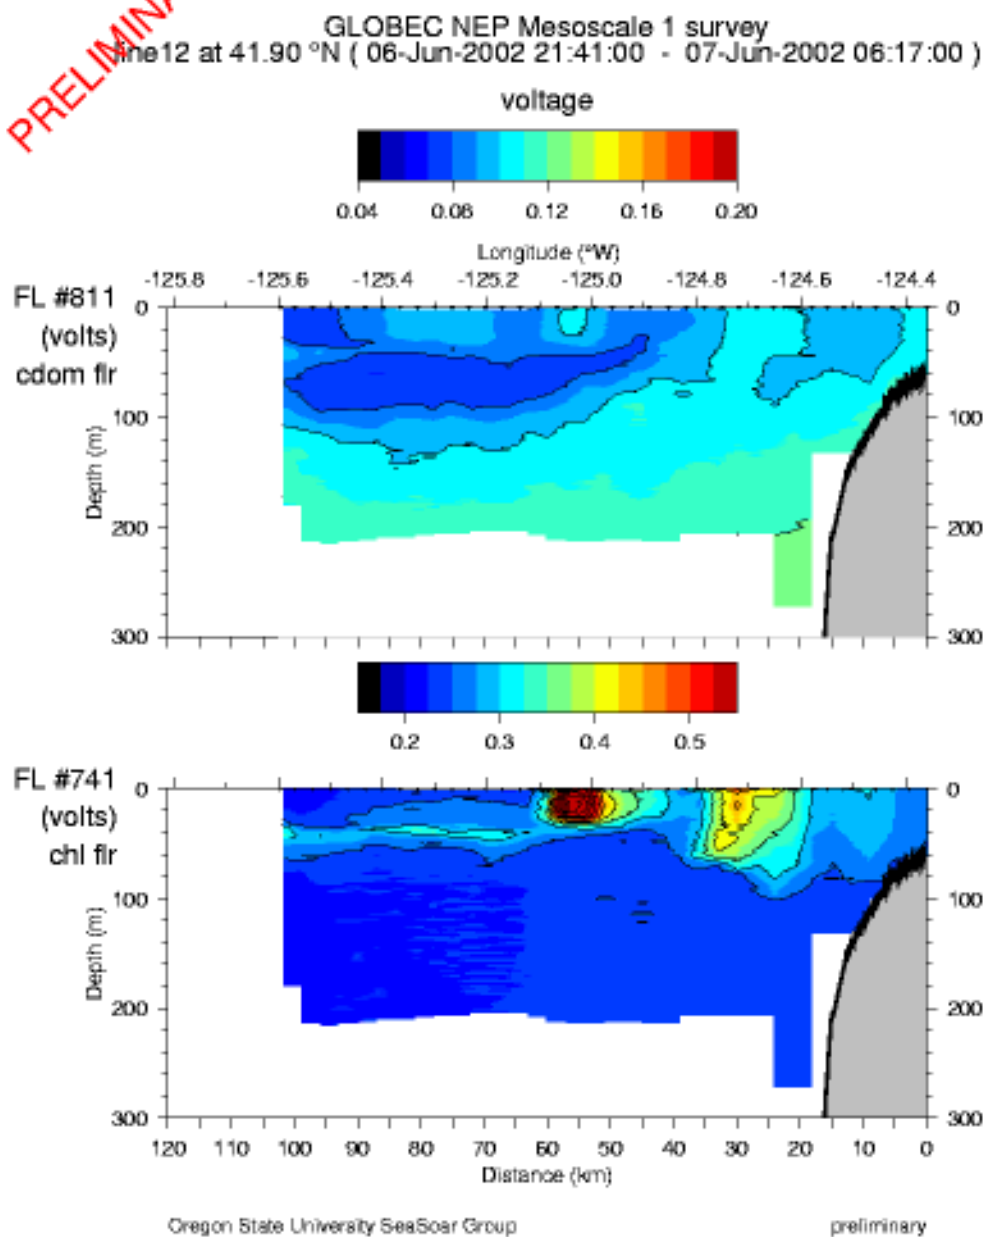 PRELIMINA
GLOBEC NEP Mesoscale 1 survey
line12 at 41.90 °N ( 06-Jun-2002 21:41:00 - 07-Jun-2002 06:17:00 )
voltage
0.04 0.08 0.12 0.16 0.20
Longitude (°W)
-125.8 -125.6 -125.4 -125.2 -125.0 -124.8 -124.6 -124.4
FL #811
(volts)
cdom flr
0 0
100 100
200 200
300 300
Depth (m)
0.2 0.3 0.4 0.5
FL #741
(volts)
chl flr
0 0
100 100
200 200
300 300
Depth (m)
120 110 100 90 80 70 60 50 40 30 20 10 0
Distance (km)
Oregon State University SeaSoar Group preliminary